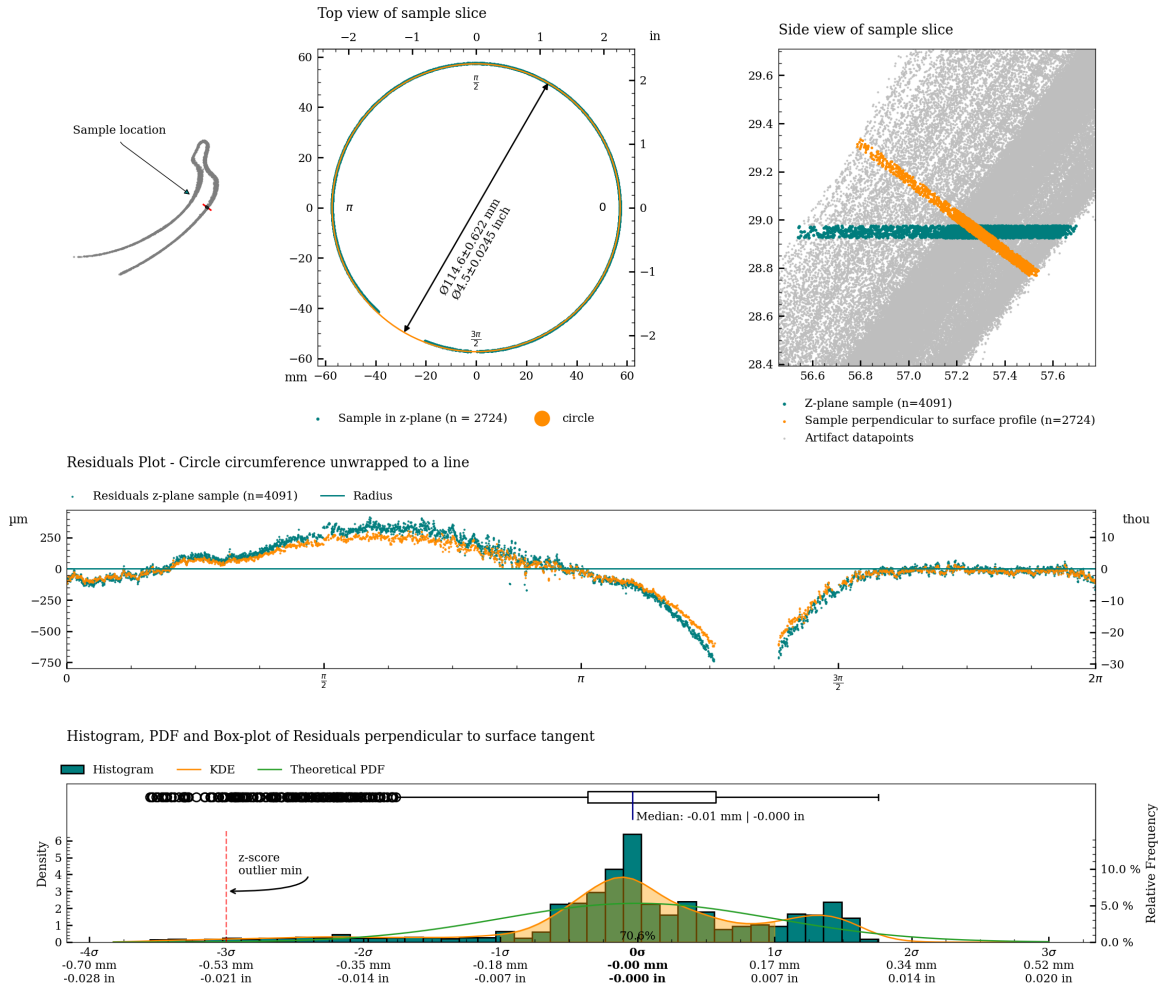 Top view of sample slice
−2 −1 0 1 2 in
Side view of sample slice
Sample location
60
40
20
0
−20
−40
−60
mm
−60 −40 −20 0 20 40 60
2
1
0
−1
−2
π/2
π
0
3π/2
Ø114.6±0.622 mm
Ø4.5±0.0245 inch
Sample in z-plane (n = 2724)
circle
29.6
29.4
29.2
29.0
28.8
28.6
28.4
56.6 56.8 57.0 57.2 57.4 57.6
Z-plane sample (n=4091)
Sample perpendicular to surface profile (n=2724)
Artifact datapoints
Residuals Plot - Circle circumference unwrapped to a line
Residuals z-plane sample (n=4091)
Radius
µm
thou
250
0
−250
−500
−750
10
0
−10
−20
−30
0 π/2 π 3π/2 2π
Histogram, PDF and Box-plot of Residuals perpendicular to surface tangent
Histogram
KDE
Theoretical PDF
Median: -0.01 mm | -0.000 in
z-score
outlier min
70.6%
Density
6
5
4
3
2
1
0
Relative Frequency
10.0 %
5.0 %
0.0 %
-4σ -3σ -2σ -1σ 0σ 1σ 2σ 3σ
-0.70 mm -0.53 mm -0.35 mm -0.18 mm -0.00 mm 0.17 mm 0.34 mm 0.52 mm
-0.028 in -0.021 in -0.014 in -0.007 in -0.000 in 0.007 in 0.014 in 0.020 in